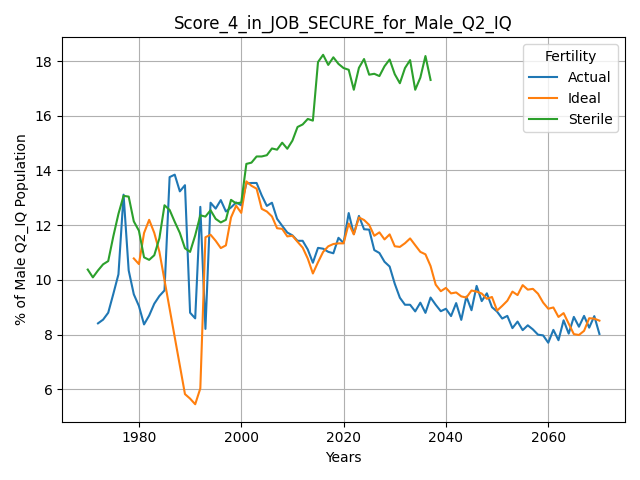 Score_4_in_JOB_SECURE_for_Male_Q2_IQ
% of Male Q2_IQ Population
18
16
14
12
10
8
6
Fertility
Actual
Ideal
Sterile
1980
2000
2020
2040
2060
Years